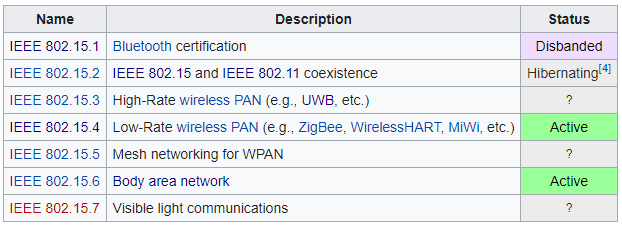 Name Description Status
IEEE 802.15.1 Bluetooth certification Disbanded
IEEE 802.15.2 IEEE 802.15 and IEEE 802.11 coexistence Hibernating[4]
IEEE 802.15.3 High-Rate wireless PAN (e.g., UWB, etc.) ?
IEEE 802.15.4 Low-Rate wireless PAN (e.g., ZigBee, WirelessHART, MiWi, etc.) Active
IEEE 802.15.5 Mesh networking for WPAN ?
IEEE 802.15.6 Body area network Active
IEEE 802.15.7 Visible light communications ?